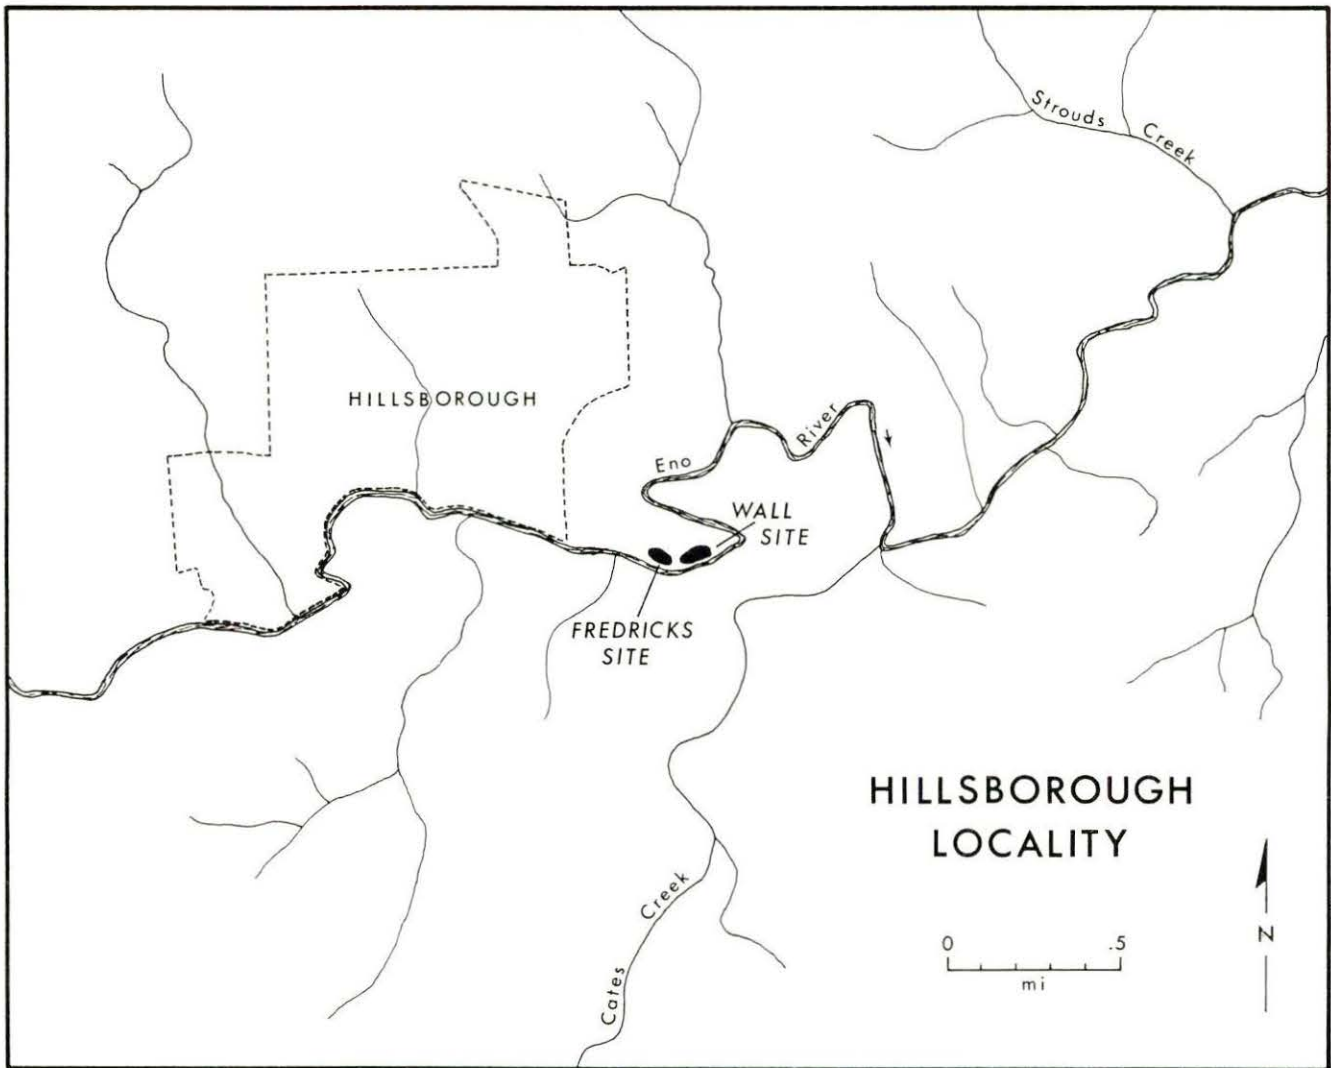 Strouds Creek
HILLSBOROUGH
Eno River
WALL
SITE
FREDRICKS
SITE
HILLSBOROUGH
LOCALITY
Cates Creek
0 .5
mi
N